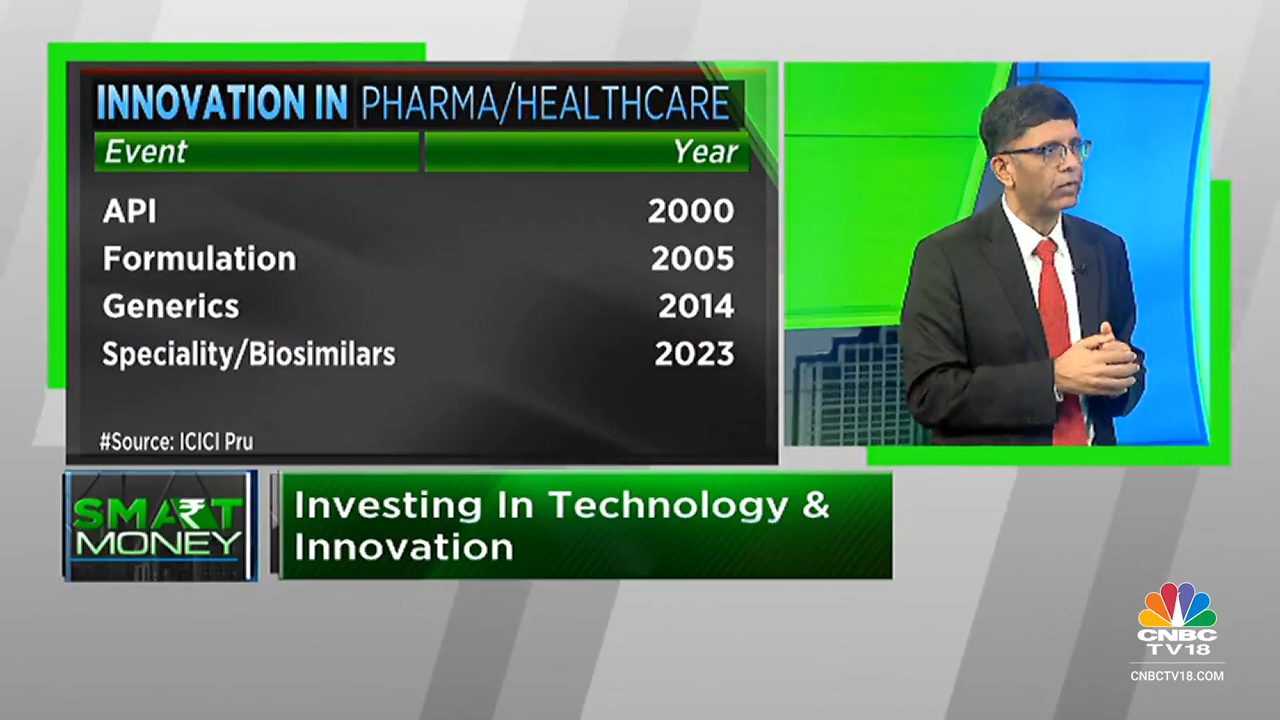 INNOVATION IN PHARMA/HEALTHCARE
Event Year
API 2000
Formulation 2005
Generics 2014
Speciality/Biosimilars 2023
#Source: ICICI Pru
SMA₹T
MONEY
Investing In Technology &
Innovation
CNBC
TV18
CNBCTV18.COM